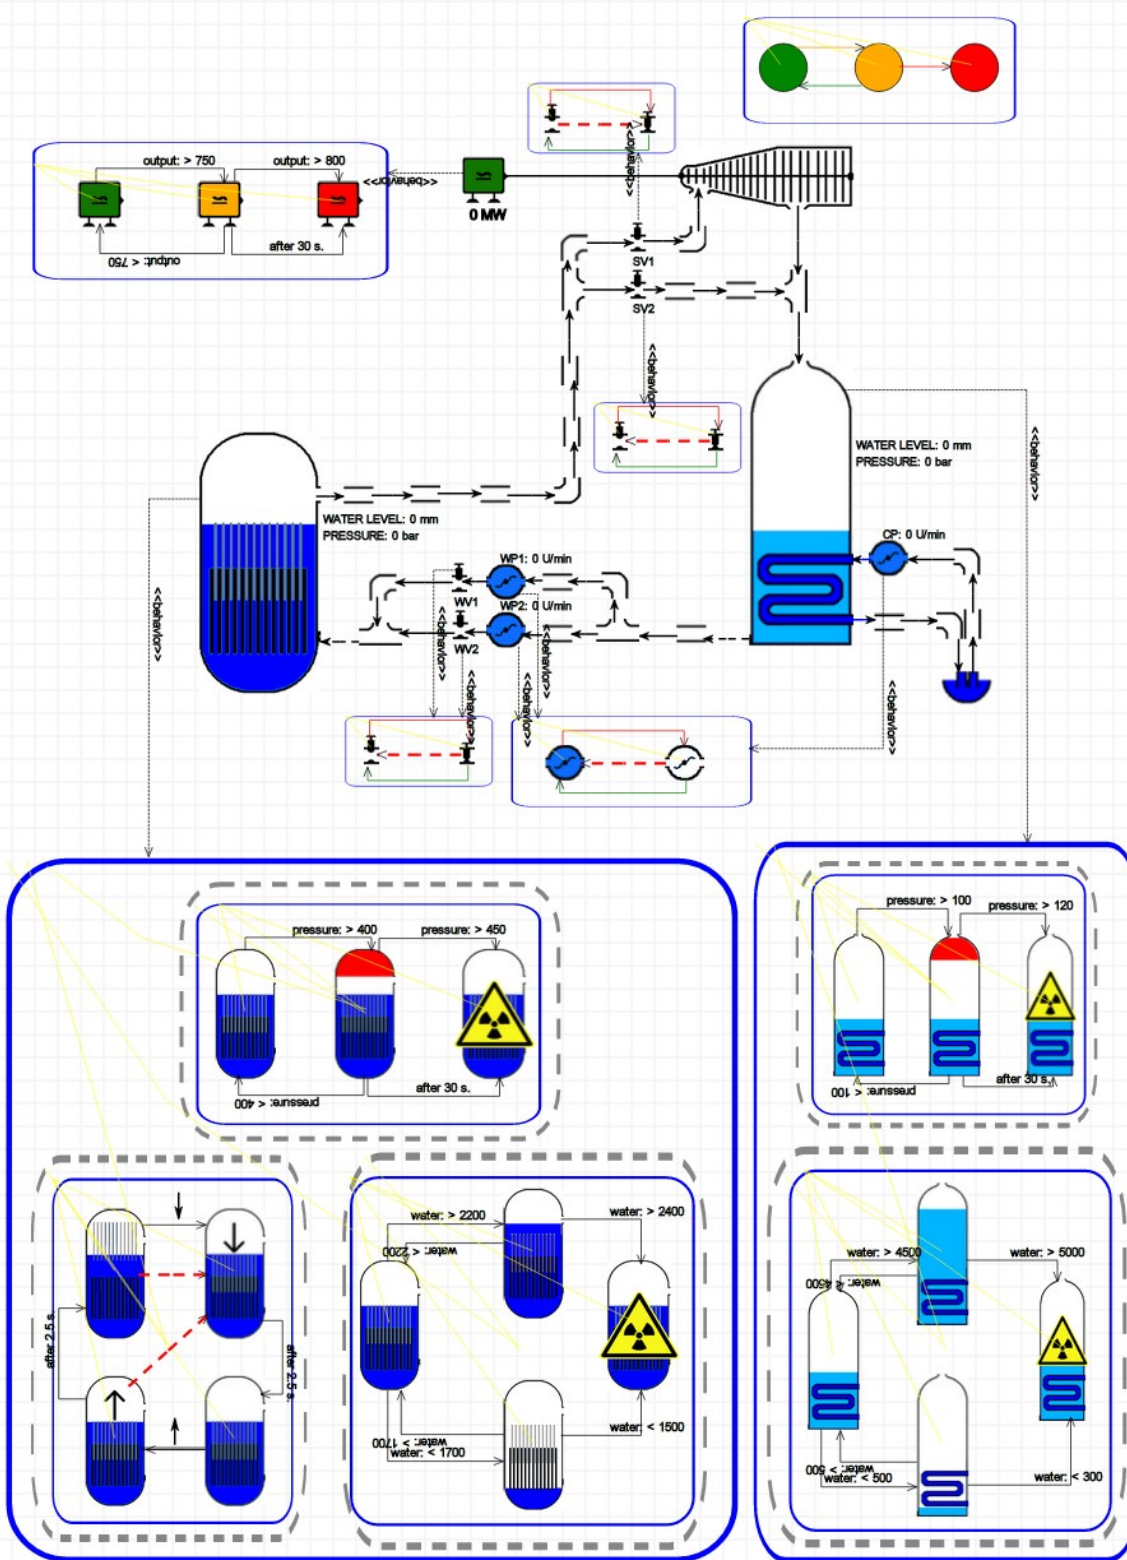 output: > 750
output: > 800
<<behavior>>
<<behavior>>
0 MW
after 30 s.
output: < 750
SV1
SV2
<<behavior>>
<<behavior>>
WATER LEVEL: 0 mm
PRESSURE: 0 bar
WATER LEVEL: 0 mm
PRESSURE: 0 bar
CP: 0 U/min
WP1: 0 U/min
WV1
WP2: 0 U/min
WV2
<<behavior>>
<<behavior>>
<<behavior>>
<<behavior>>
<<behavior>>
<<behavior>>
pressure: > 400
pressure: > 450
after 30 s.
pressure: < 400
pressure: > 100
pressure: > 120
after 30 s.
pressure: < 100
after 2.5 s.
after 2.5 s.
water: > 2200
water: < 2200
water: > 2400
water: > 1700
water: < 1700
water: < 1500
water: > 4500
water: < 4500
water: > 5000
water: > 500
water: < 500
water: < 300